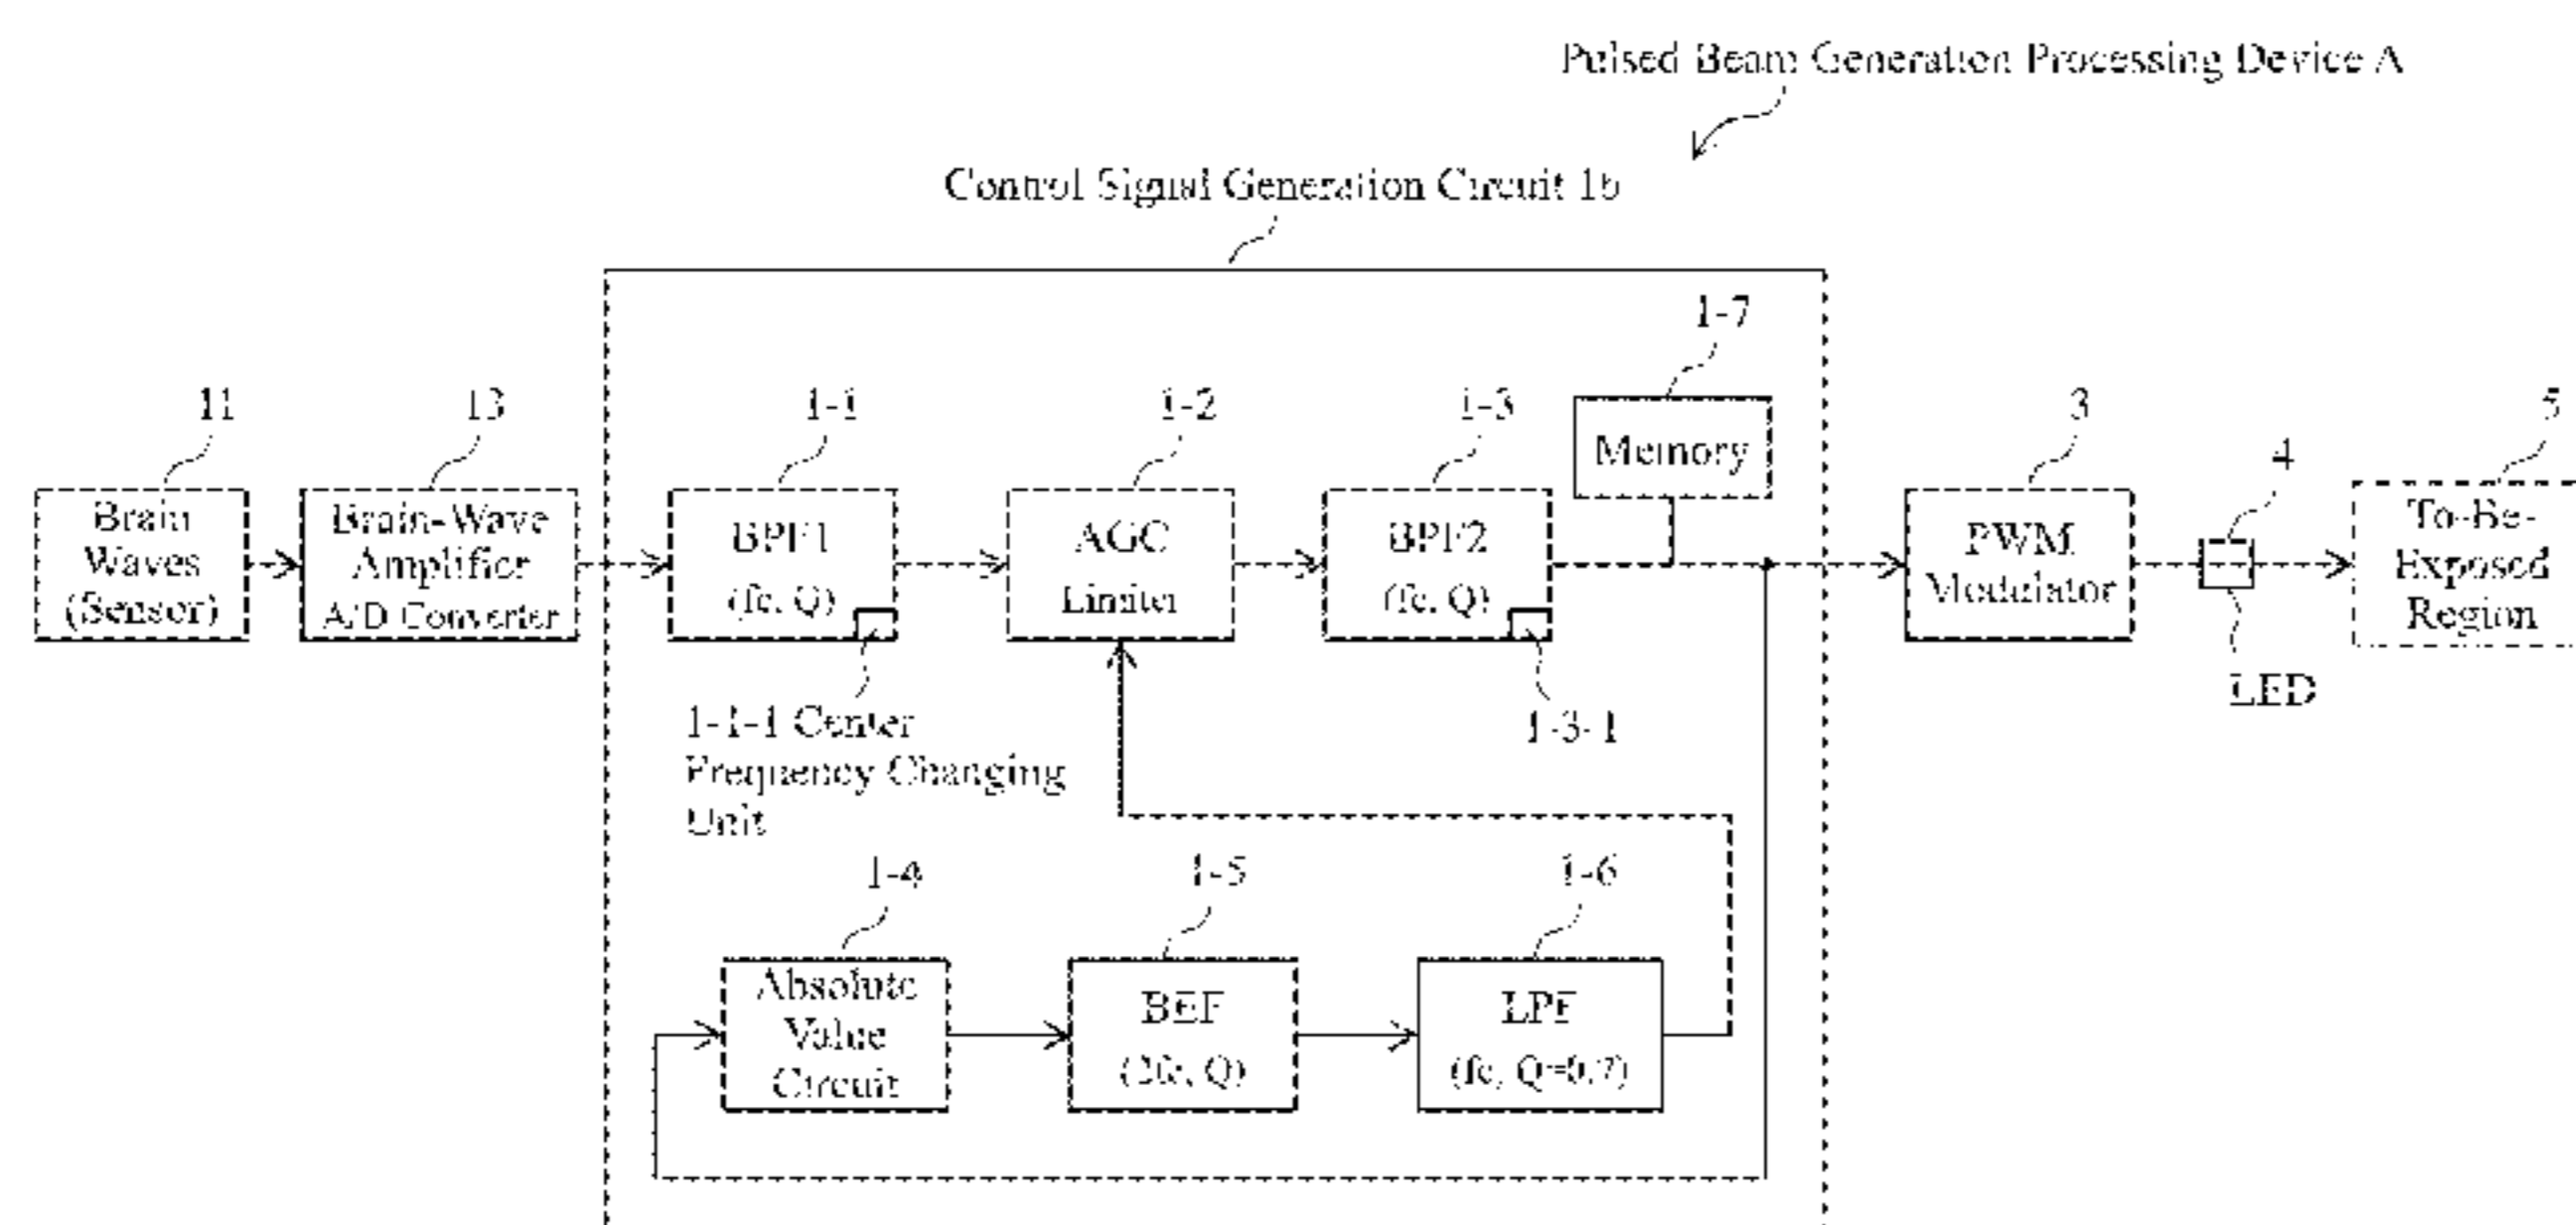 Pulsed Beam Generation Processing Device A
Control Signal Generation Circuit 1b
1-7
11
13
1-1
1-2
1-3
Memory
3
4
5
Brain
Waves
(Sensor)
Brain-Wave
Amplifier
A/D Converter
BPF1
(fc, Q)
AGC
Limiter
BPF2
(fc, Q)
PWM
Modulator
To-Be-
Exposed
Region
LED
1-1-1 Center
Frequency Changing
Unit
1-3-1
1-4
1-5
1-6
Absolute
Value
Circuit
BEF
(2fc, Q)
LPF
(fc, Q=0.7)